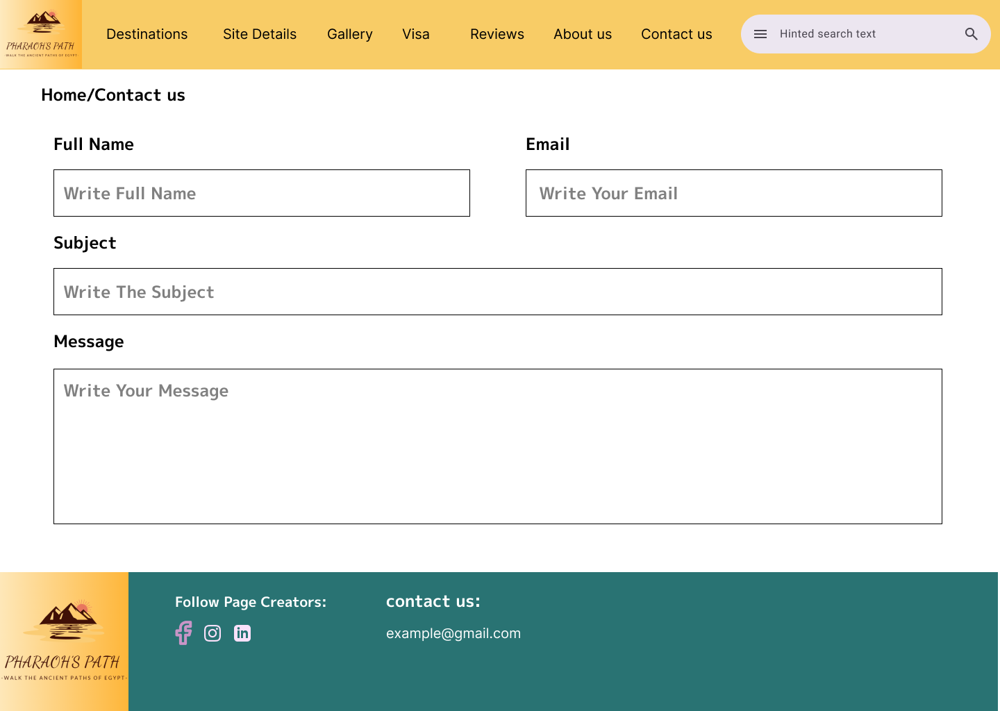 PHARAOH'S PATH
·WALK THE ANCIENT PATHS OF EGYPT·
Destinations
Site Details
Gallery
Visa
Reviews
About us
Contact us
Hinted search text
Home/Contact us
Full Name
Email
Write Full Name
Write Your Email
Subject
Write The Subject
Message
Write Your Message
PHARAOH'S PATH
·WALK THE ANCIENT PATHS OF EGYPT·
Follow Page Creators:
contact us:
example@gmail.com